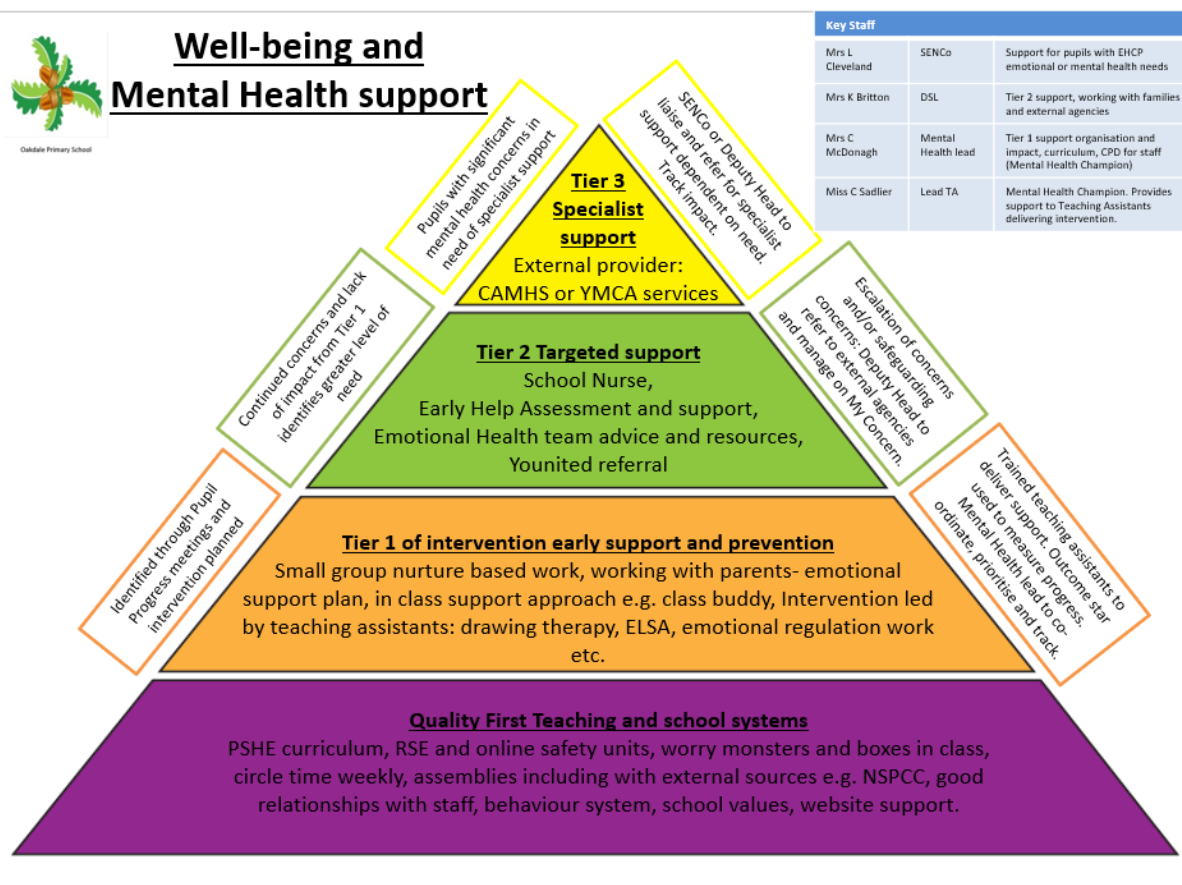 Well-being and
Mental Health support
Oakdale Primary School
Key Staff
Mrs L
Cleveland
SENCo
Support for pupils with EHCP
emotional or mental health needs
Mrs K Britton
DSL
Tier 2 support, working with families
and external agencies
Mrs C
McDonagh
Mental
Health lead
Tier 1 support organisation and
impact, curriculum, CPD for staff
(Mental Health Champion)
Miss C Sadlier
Lead TA
Mental Health Champion. Provides
support to Teaching Assistants
delivering intervention.
Pupils with significant
mental health concerns in
need of specialist support
Tier 3
Specialist
support
External provider:
CAMHS or YMCA services
SENCo or Deputy Head to
liaise and refer for specialist
support dependent on need.
Track impact.
Continued concerns and lack
of impact from Tier 1
identifies greater level of
need
Tier 2 Targeted support
School Nurse,
Early Help Assessment and support,
Emotional Health team advice and resources,
Younited referral
Escalation of concerns
and/or safeguarding
concerns: Deputy Head to
refer to external agencies
and manage on My Concern.
Identified through Pupil
Progress meetings and
intervention planned
Tier 1 of intervention early support and prevention
Small group nurture based work, working with parents- emotional
support plan, in class support approach e.g. class buddy, Intervention led
by teaching assistants: drawing therapy, ELSA, emotional regulation work
etc.
Trained teaching assistants to
deliver support. Outcome star
used to measure progress.
Mental Health lead to co-
ordinate, prioritise and track.
Quality First Teaching and school systems
PSHE curriculum, RSE and online safety units, worry monsters and boxes in class,
circle time weekly, assemblies including with external sources e.g. NSPCC, good
relationships with staff, behaviour system, school values, website support.